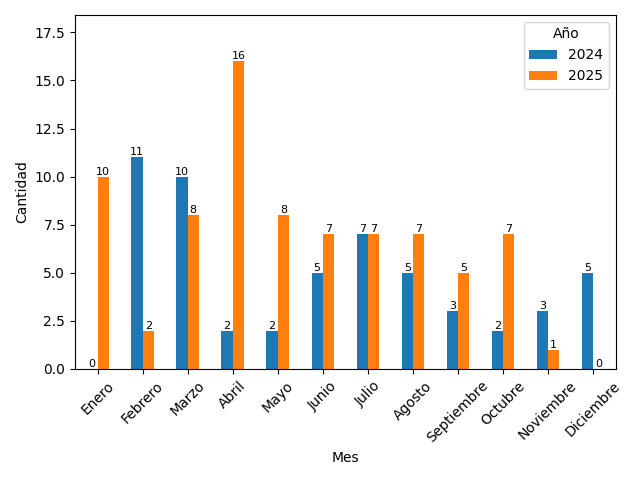 Año
2024
2025
17.5
15.0
12.5
10.0
7.5
5.0
2.5
0.0
Cantidad
0
10
11
2
10
8
2
16
2
8
5
7
7
7
5
7
3
5
2
7
3
1
5
0
Enero
Febrero
Marzo
Abril
Mayo
Junio
Julio
Agosto
Septiembre
Octubre
Noviembre
Diciembre
Mes